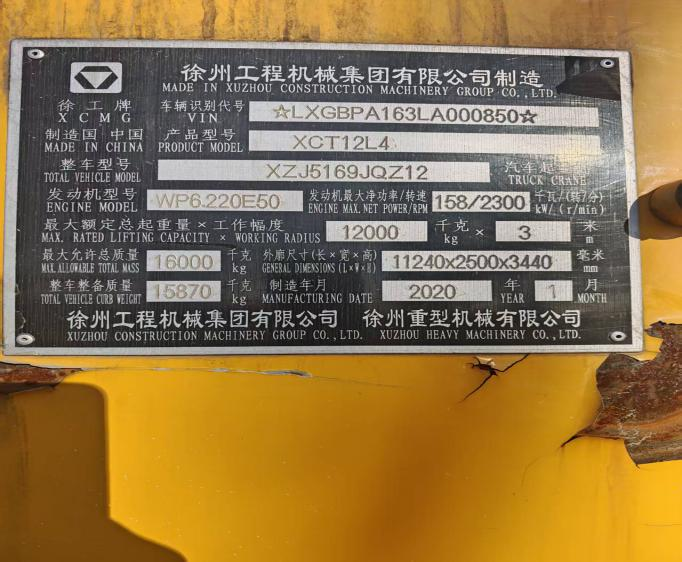 徐州工程机械集团有限公司制造
MADE IN XUZHOU CONSTRUCTION MACHINERY GROUP CO.,LTD.
徐工牌 车辆识别代号 ☆LXGBPA163LA000850☆
XCMG VIN
制造国 中国 产品型号 XCT12L4
MADE IN CHINA PRODUCT MODEL
整车型号 XZJ5169JQZ12 汽车起
TOTAL VEHICLE MODEL TRUCK CRANE
发动机型号 WP6.220E50 发动机最大净功率/转速 158/2300 千瓦/(转/分)
ENGINE MODEL ENGINE MAX.NET POWER/RPM kW/(r/min)
最大额定总起重量×工作幅度 12000 千克 × 3 米
MAX. RATED LIFTING CAPACITY × WORKING RADIUS kg m
最大允许总质量 16000 千克 外廓尺寸(长×宽×高) 11240x2500x3440 毫米
MAX.ALLOWABLE TOTAL MASS kg GENERAL DIMENSIONS (L×W×H) mm
整车整备质量 15870 千克 制造年月 2020 年 1 月
TOTAL VEHICLE CURB WEIGHT kg MANUFACTURING DATE YEAR MONTH
徐州工程机械集团有限公司 徐州重型机械有限公司
XUZHOU CONSTRUCTION MACHINERY GROUP CO.,LTD. XUZHOU HEAVY MACHINERY CO.,LTD.